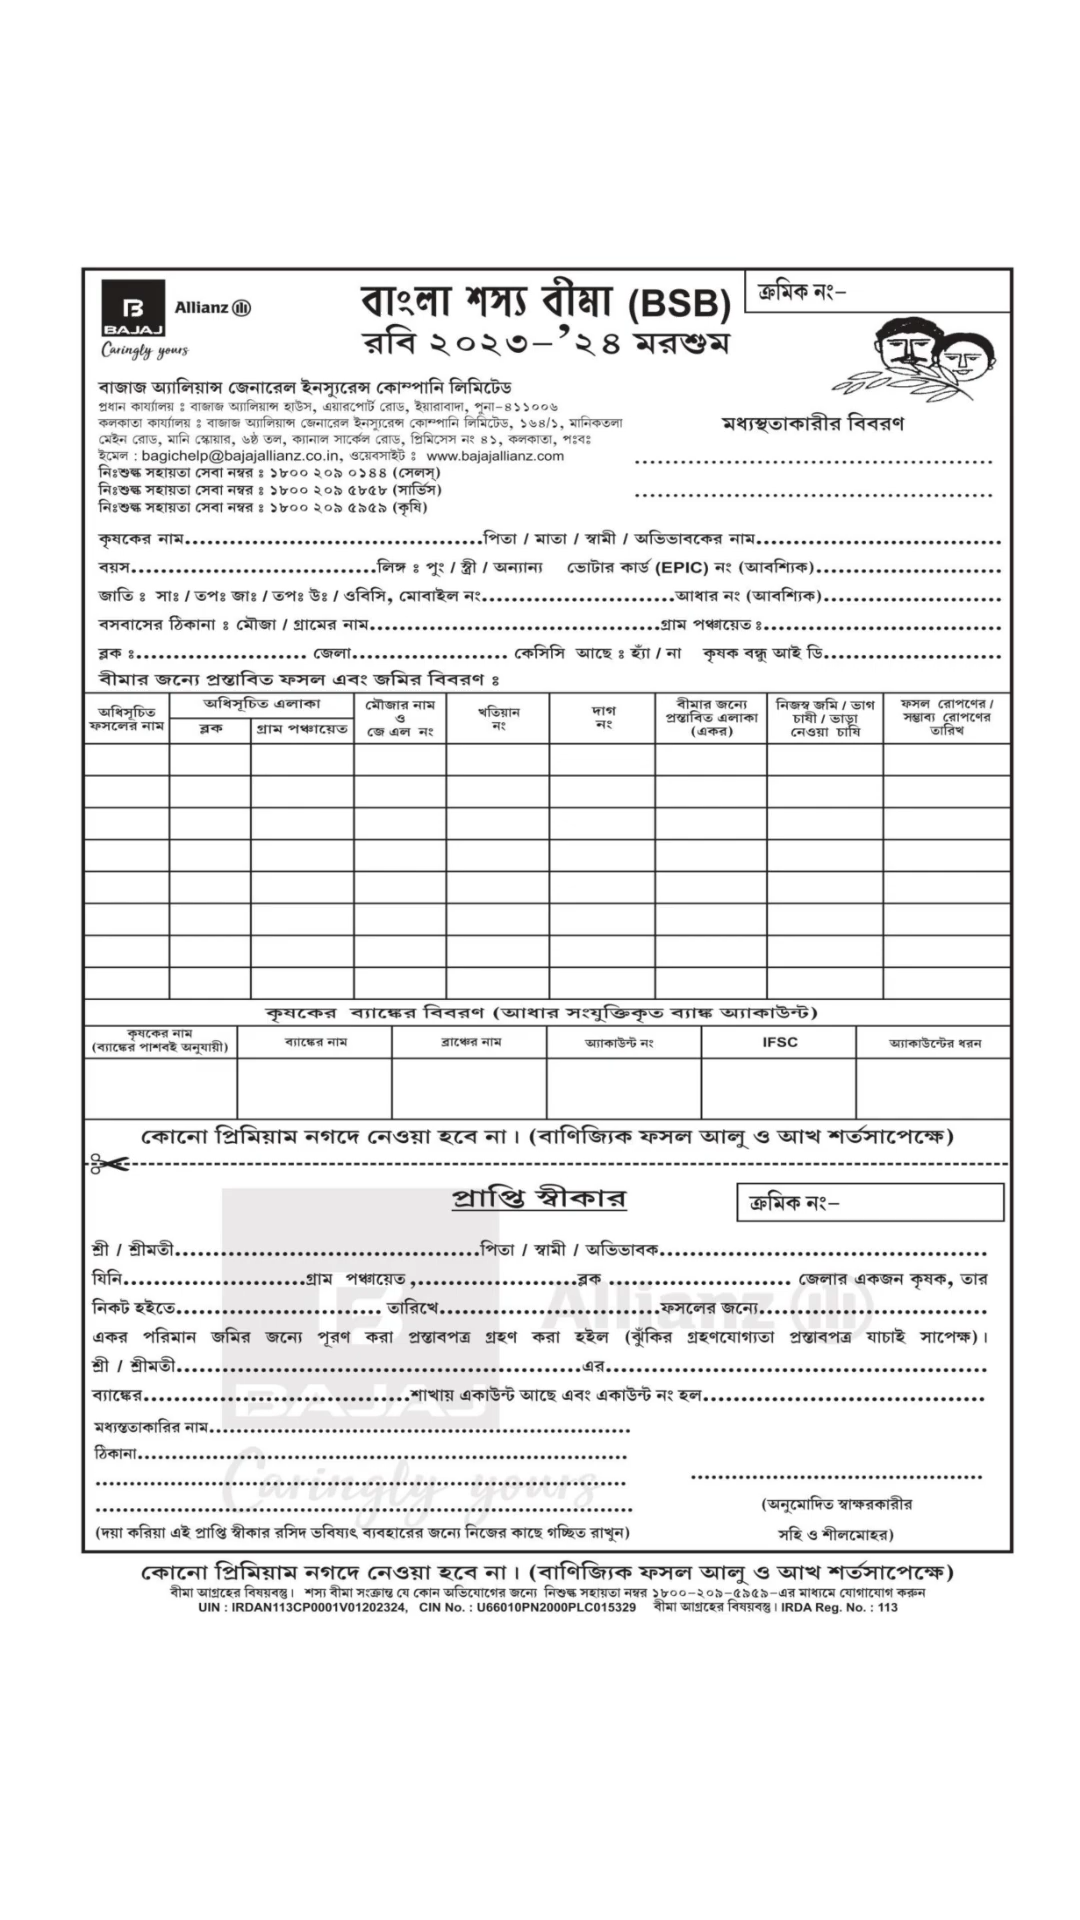 BAJAJ
Allianz
Caringly yours
বাংলা শস্য বীমা (BSB)
রবি ২০২৩-'২৪ মরশুম
ক্রমিক নং-
বাজাজ অ্যালিয়ান্স জেনারেল ইনস্যুরেন্স কোম্পানি লিমিটেড
প্রধান কার্য্যালয় ঃ বাজাজ অ্যালিয়ান্স হাউস, এয়ারপোর্ট রোড, ইয়ারাবাদা, পুনা-৪১১০০৬
কলকাতা কার্য্যালয় ঃ বাজাজ অ্যালিয়ান্স জেনারেল ইনস্যুরেন্স কোম্পানি লিমিটেড, ১৬৪/১, মানিকতলা
মেইন রোড, মানি স্কোয়ার, ৬ষ্ঠ তল, ক্যানাল সার্কেল রোড, প্রিমিসেস নং ৪১, কলকাতা, পঃবঃ
ইমেল : bagichelp@bajajallianz.co.in, ওয়েবসাইট ঃ www.bajajallianz.com
নিঃশুল্ক সহায়তা সেবা নম্বর ঃ ১৮০০ ২০৯ ০১৪৪ (সেলস্)
নিঃশুল্ক সহায়তা সেবা নম্বর ঃ ১৮০০ ২০৯ ৫৮৫৮ (সার্ভিস)
নিঃশুল্ক সহায়তা সেবা নম্বর ঃ ১৮০০ ২০৯ ৫৯৫৯ (কৃষি)
মধ্যস্থতাকারীর বিবরণ
................................................
................................................
কৃষকের নাম................................পিতা / মাতা / স্বামী / অভিভাবকের নাম................................
বয়স................................লিঙ্গ ঃ পুং / স্ত্রী / অন্যান্য ভোটার কার্ড (EPIC) নং (আবশ্যিক)................................
জাতি ঃ সাঃ / তপঃ জাঃ / তপঃ উঃ / ওবিসি, মোবাইল নং................................আধার নং (আবশ্যিক)................................
বসবাসের ঠিকানা ঃ মৌজা / গ্রামের নাম................................গ্রাম পঞ্চায়েত ঃ................................
ব্লক ঃ........................ জেলা........................ কেসিসি আছে ঃ হ্যাঁ / না কৃষক বন্ধু আই ডি........................
বীমার জন্যে প্রস্তাবিত ফসল এবং জমির বিবরণ ঃ
অধিসূচিত ফসলের নাম
অধিসূচিত এলাকা
ব্লক
গ্রাম পঞ্চায়েত
মৌজার নাম ও জে এল নং
খতিয়ান নং
দাগ নং
বীমার জন্যে প্রস্তাবিত এলাকা (একর)
নিজস্ব জমি / ভাগ চাষী / ভাড়া নেওয়া চাষি
ফসল রোপণের / সম্ভাব্য রোপণের তারিখ
কৃষকের ব্যাঙ্কের বিবরণ (আধার সংযুক্তিকৃত ব্যাঙ্ক অ্যাকাউন্ট)
কৃষকের নাম (ব্যাঙ্কের পাশবই অনুযায়ী)
ব্যাঙ্কের নাম
ব্রাঞ্চের নাম
অ্যাকাউন্ট নং
IFSC
অ্যাকাউন্টের ধরন
কোনো প্রিমিয়াম নগদে নেওয়া হবে না। (বাণিজ্যিক ফসল আলু ও আখ শর্তসাপেক্ষে)
প্রাপ্তি স্বীকার
ক্রমিক নং-
শ্রী / শ্রীমতী................................পিতা / স্বামী / অভিভাবক................................
যিনি........................গ্রাম পঞ্চায়েত ,........................ব্লক ........................ জেলার একজন কৃষক, তার
নিকট হইতে........................ তারিখে........................ফসলের জন্যে........................
একর পরিমান জমির জন্যে পূরণ করা প্রস্তাবপত্র গ্রহণ করা হইল (ঝুঁকির গ্রহণযোগ্যতা প্রস্তাবপত্র যাচাই সাপেক্ষ)।
শ্রী / শ্রীমতী................................এর................................
ব্যাঙ্কের................................শাখায় একাউন্ট আছে এবং একাউন্ট নং হল................................
মধ্যস্ততাকারির নাম................................
ঠিকানা................................
................................................
................................................
(দয়া করিয়া এই প্রাপ্তি স্বীকার রসিদ ভবিষ্যৎ ব্যবহারের জন্যে নিজের কাছে গচ্ছিত রাখুন)
................................................
(অনুমোদিত স্বাক্ষরকারীর
সহি ও শীলমোহর)
BAJAJ
Allianz
Caringly yours
কোনো প্রিমিয়াম নগদে নেওয়া হবে না। (বাণিজ্যিক ফসল আলু ও আখ শর্তসাপেক্ষে)
বীমা আগ্রহের বিষয়বস্তু। শস্য বীমা সংক্রান্ত যে কোন অভিযোগের জন্যে নিশুল্ক সহায়তা নম্বর ১৮০০-২০৯-৫৯৫৯-এর মাধ্যমে যোগাযোগ করুন
UIN : IRDAN113CP0001V01202324, CIN No. : U66010PN2000PLC015329 বীমা আগ্রহের বিষয়বস্তু। IRDA Reg. No. : 113